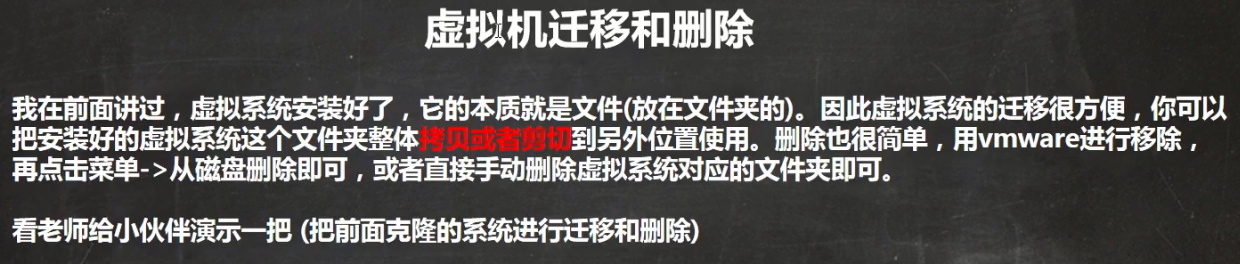 虚拟机迁移和删除
我在前面讲过，虚拟系统安装好了，它的本质就是文件(放在文件夹的)。因此虚拟系统的迁移很方便，你可以
把安装好的虚拟系统这个文件夹整体拷贝或者剪切到另外位置使用。删除也很简单，用vmware进行移除，
再点击菜单->从磁盘删除即可，或者直接手动删除虚拟系统对应的文件夹即可。
看老师给小伙伴演示一把 (把前面克隆的系统进行迁移和删除)